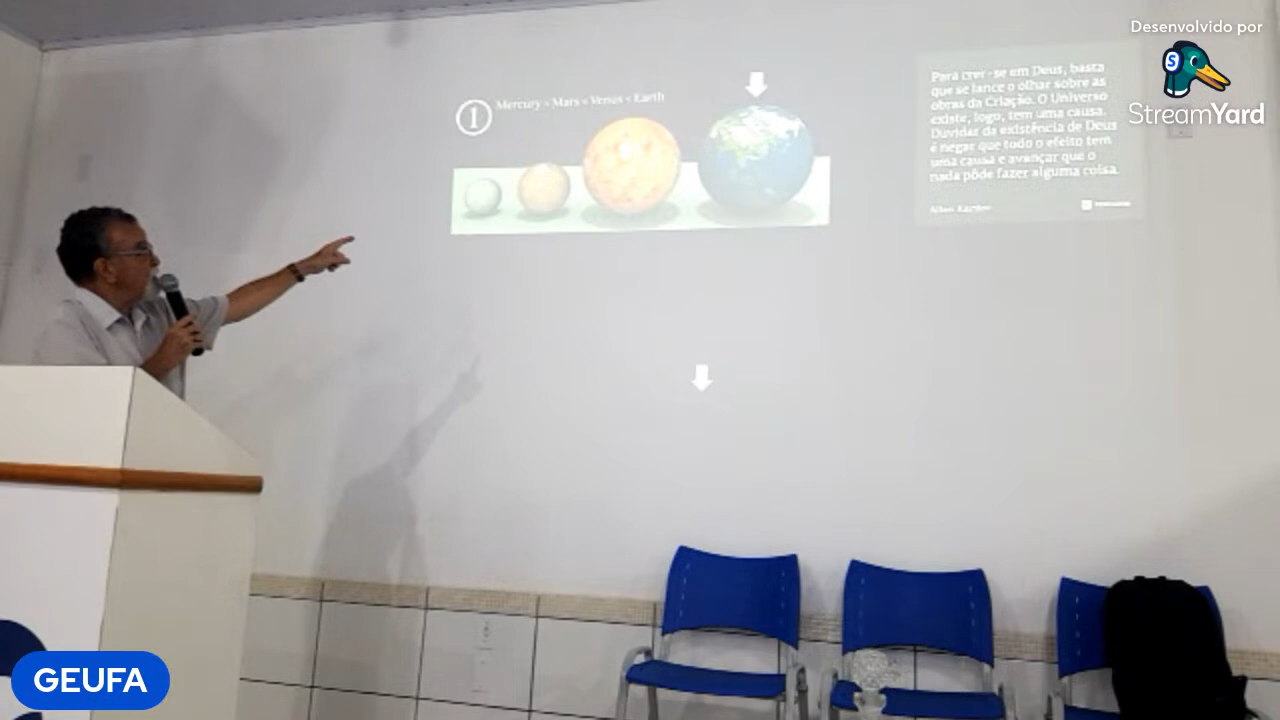 Desenvolvido por
StreamYard
1 Mercury < Mars < Venus < Earth
Para crer-se em Deus, basta
que se lance o olhar sobre as
obras da Criação. O Universo
existe, logo, tem uma causa.
Duvidar da existência de Deus
é negar que todo o efeito tem
uma causa e avançar que o
nada pôde fazer alguma coisa.
Allan Kardec
GEUFA